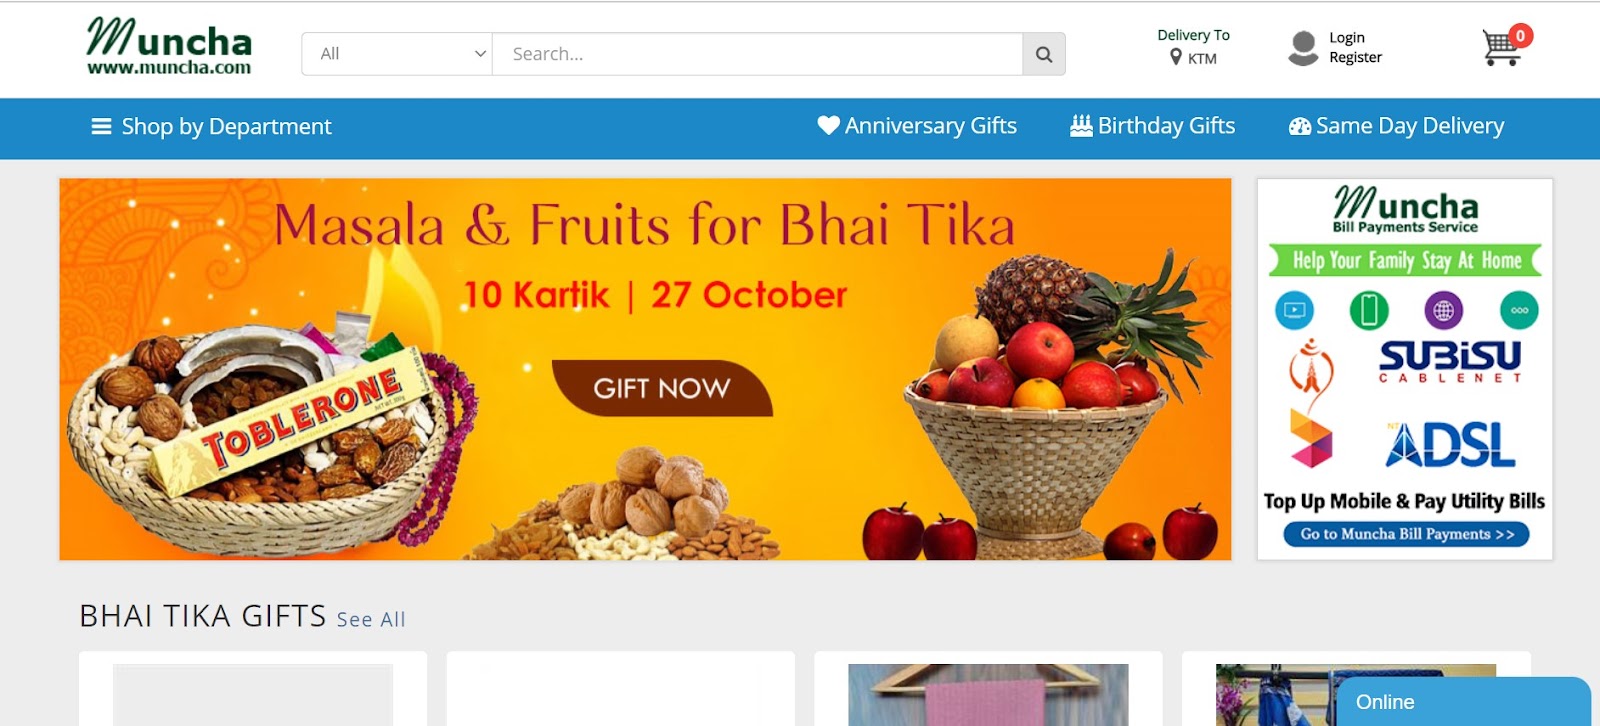 Muncha
www.muncha.com
All
Search...
Delivery To
KTM
Login
Register
0
Shop by Department
Anniversary Gifts
Birthday Gifts
Same Day Delivery
Masala & Fruits for Bhai Tika
10 Kartik | 27 October
GIFT NOW
TOBLERONE
Muncha
Bill Payments Service
Help Your Family Stay At Home
SUBISU
CABLENET
NT ADSL
Top Up Mobile & Pay Utility Bills
Go to Muncha Bill Payments >>
BHAI TIKA GIFTS See All
Online